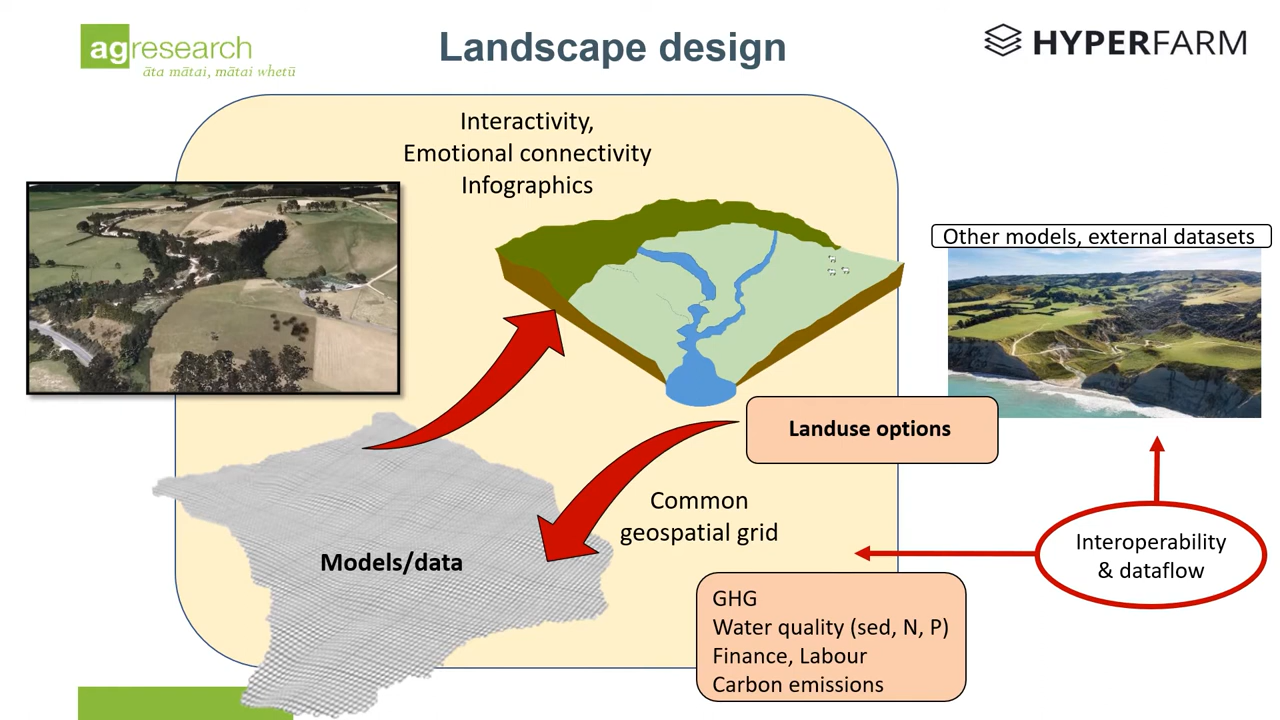 agresearch
āta mātai, mātai whetū
Landscape design
HYPERFARM
Interactivity,
Emotional connectivity
Infographics
Other models, external datasets
Landuse options
Common
geospatial grid
Models/data
Interoperability
& dataflow
GHG
Water quality (sed, N, P)
Finance, Labour
Carbon emissions